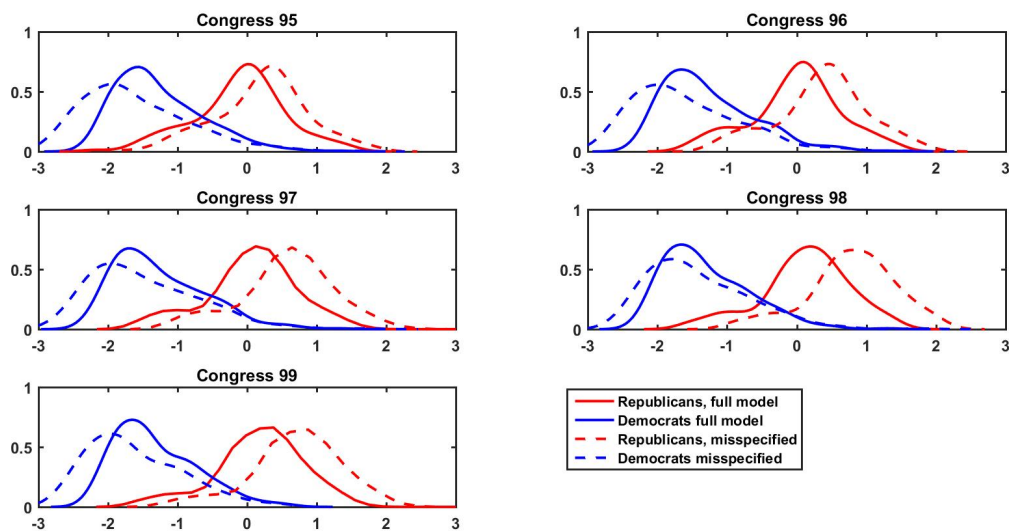 Congress 95
1
0.5
0
-3 -2 -1 0 1 2 3
Congress 96
1
0.5
0
-3 -2 -1 0 1 2 3
Congress 97
1
0.5
0
-3 -2 -1 0 1 2 3
Congress 98
1
0.5
0
-3 -2 -1 0 1 2 3
Congress 99
1
0.5
0
-3 -2 -1 0 1 2 3
Republicans, full model
Democrats full model
Republicans, misspecified
Democrats misspecified